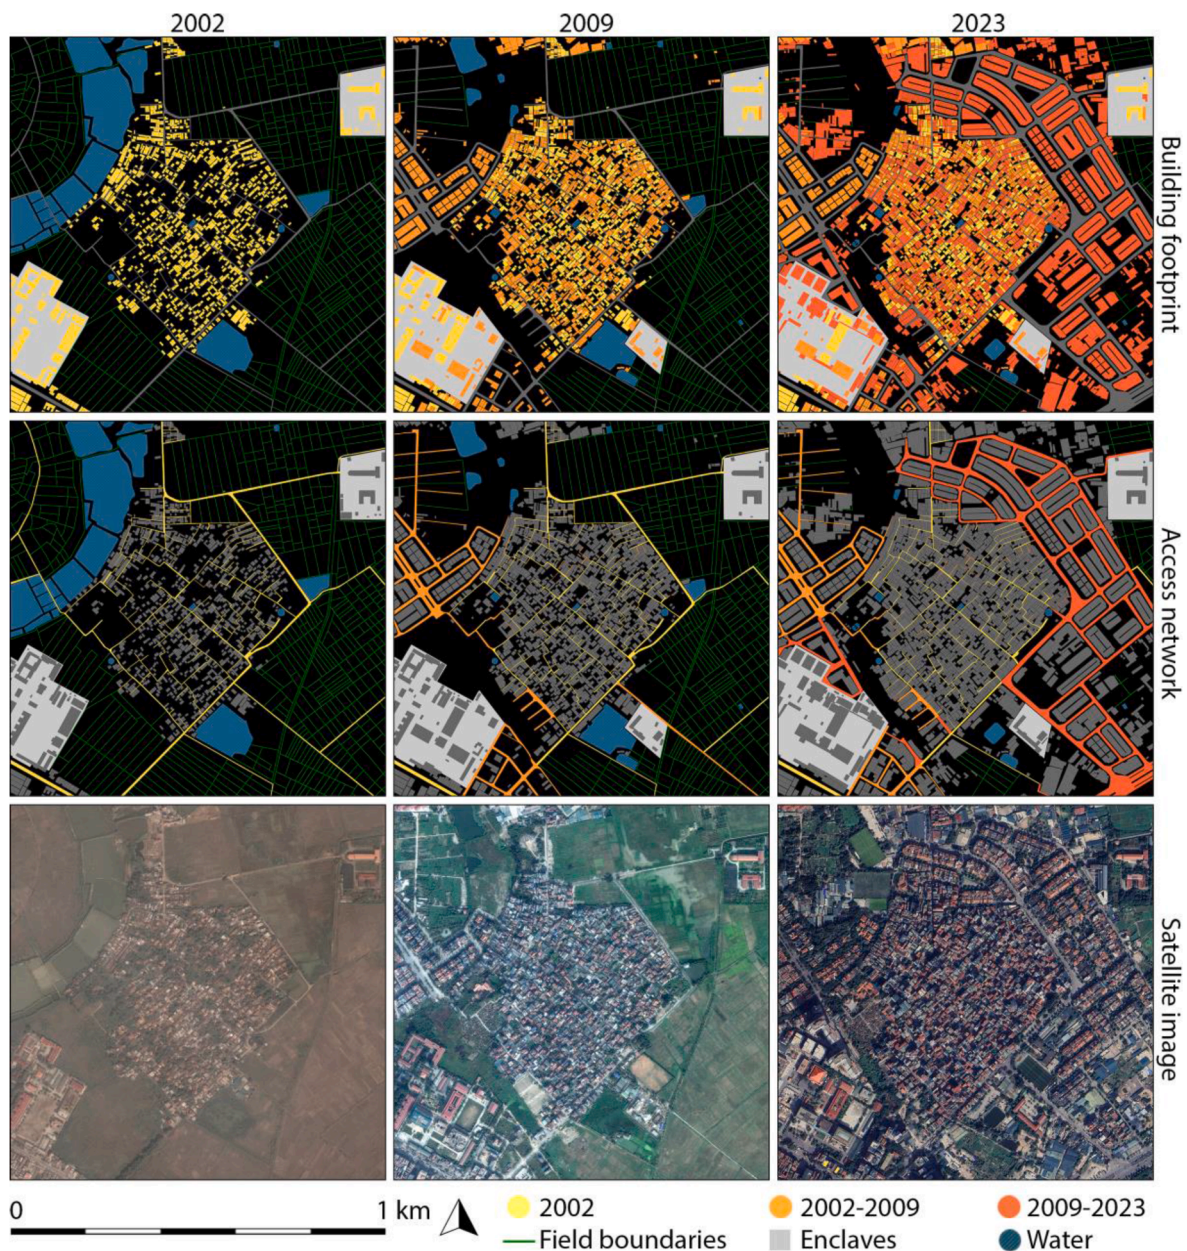 2002 2009 2023
Building footprint
Access network
Satellite image
0 1 km
2002 2002-2009 2009-2023
Field boundaries Enclaves Water